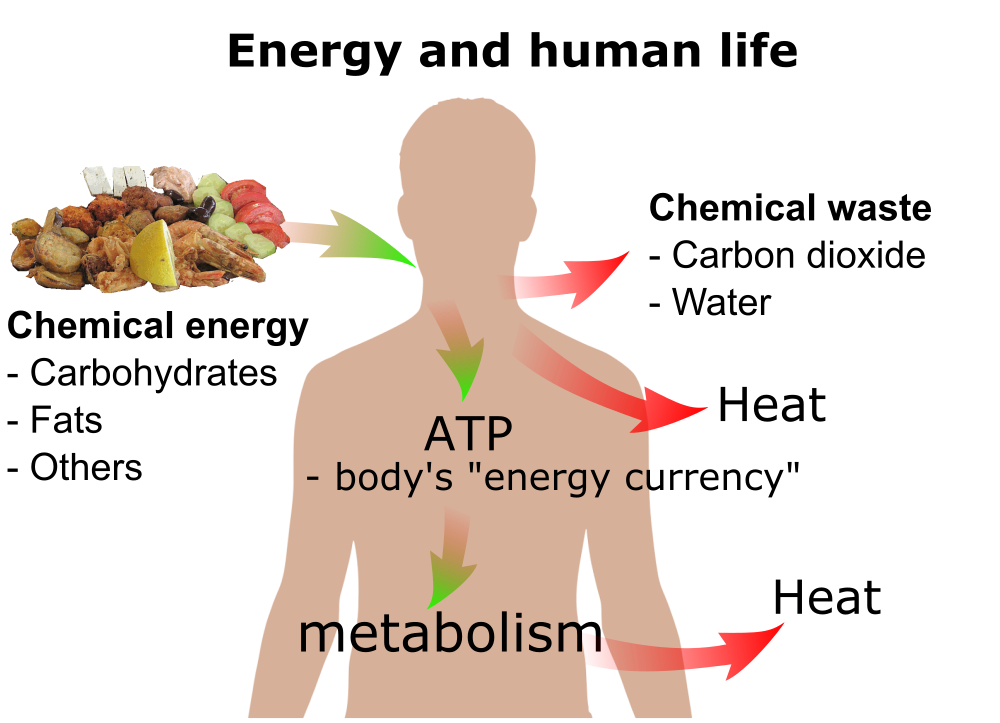 Energy and human life
Chemical energy
- Carbohydrates
- Fats
- Others
Chemical waste
- Carbon dioxide
- Water
Heat
ATP
- body's "energy currency"
metabolism
Heat